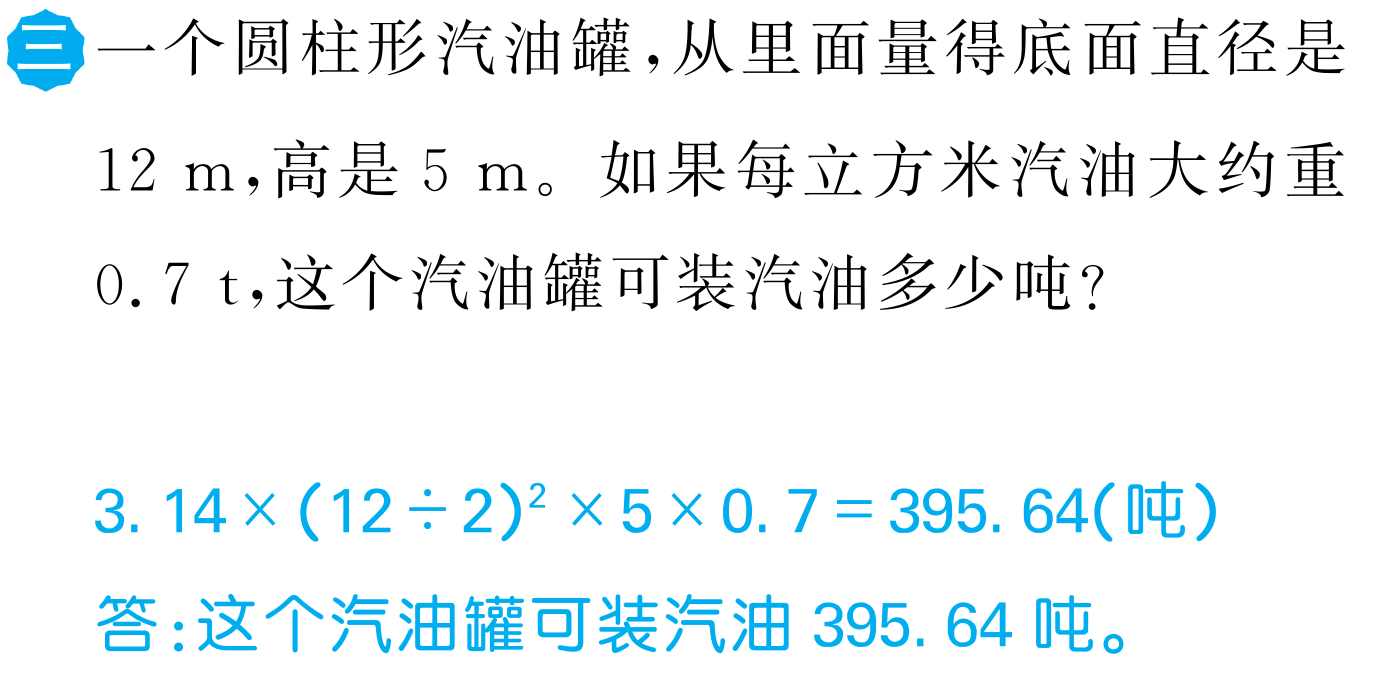 三 一个圆柱形汽油罐,从里面量得底面直径是
12 m,高是 5 m。如果每立方米汽油大约重
0.7 t,这个汽油罐可装汽油多少吨?
3.14×(12÷2)²×5×0.7=395.64(吨)
答:这个汽油罐可装汽油 395.64 吨。